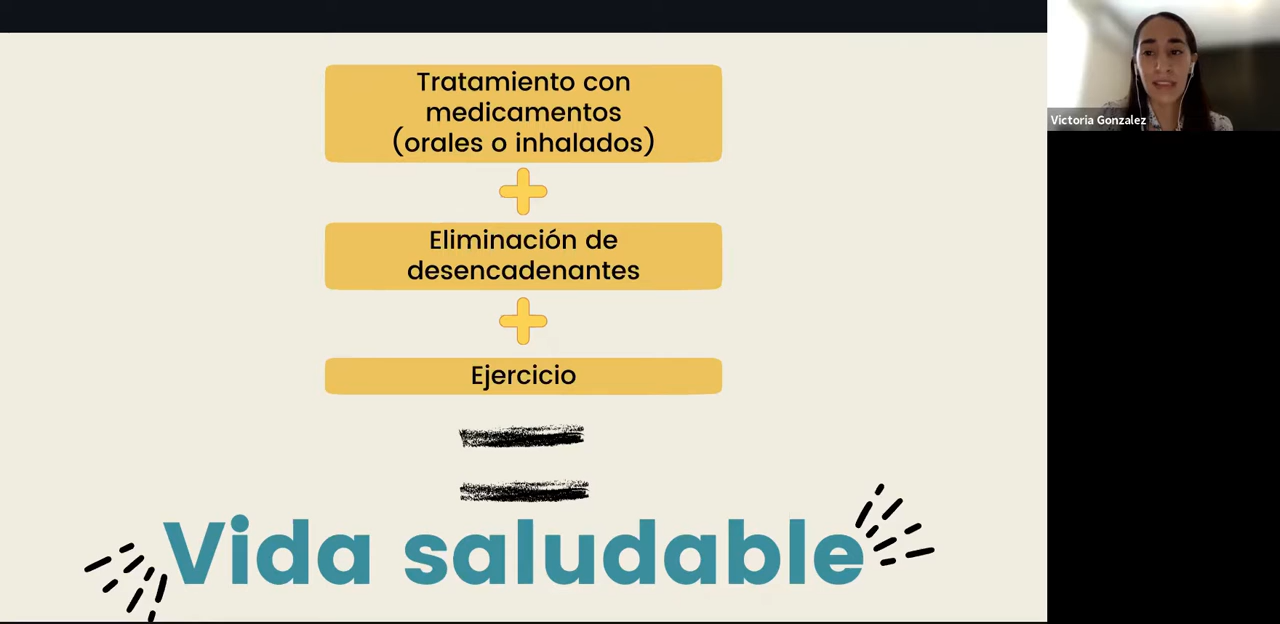 Tratamiento con
medicamentos
(orales o inhalados)
Eliminación de
desencadenantes
Ejercicio
Vida saludable
Victoria Gonzalez